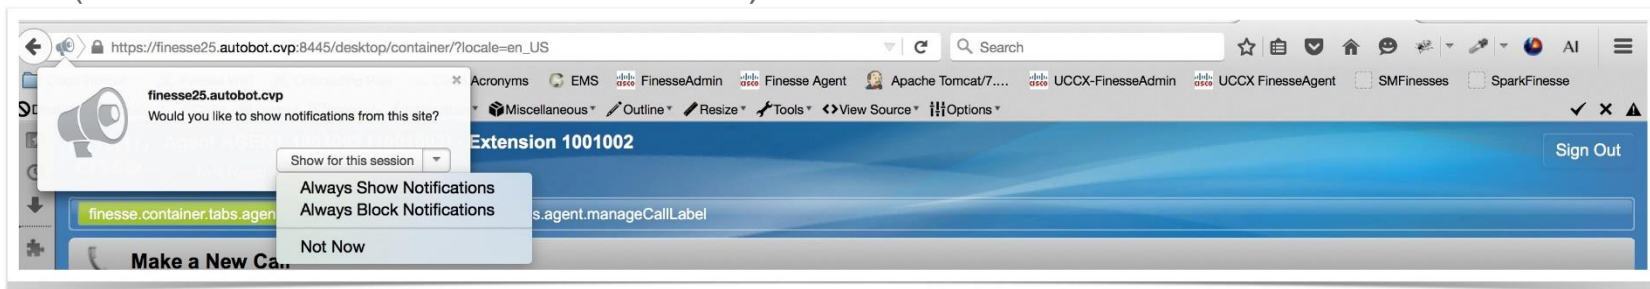 https://finesse25.autobot.cvp:8445/desktop/container/?locale=en_US
Search
AI
Acronyms EMS FinesseAdmin Finesse Agent Apache Tomcat/7.... UCCX-FinesseAdmin UCCX FinesseAgent SMFinesses SparkFinesse
finesse25.autobot.cvp
Would you like to show notifications from this site?
Miscellaneous Outline Resize Tools View Source Options
Extension 1001002
Sign Out
Show for this session
Always Show Notifications
Always Block Notifications
Not Now
finesse.container.tabs.agen
s.agent.manageCallLabel
Make a New Call